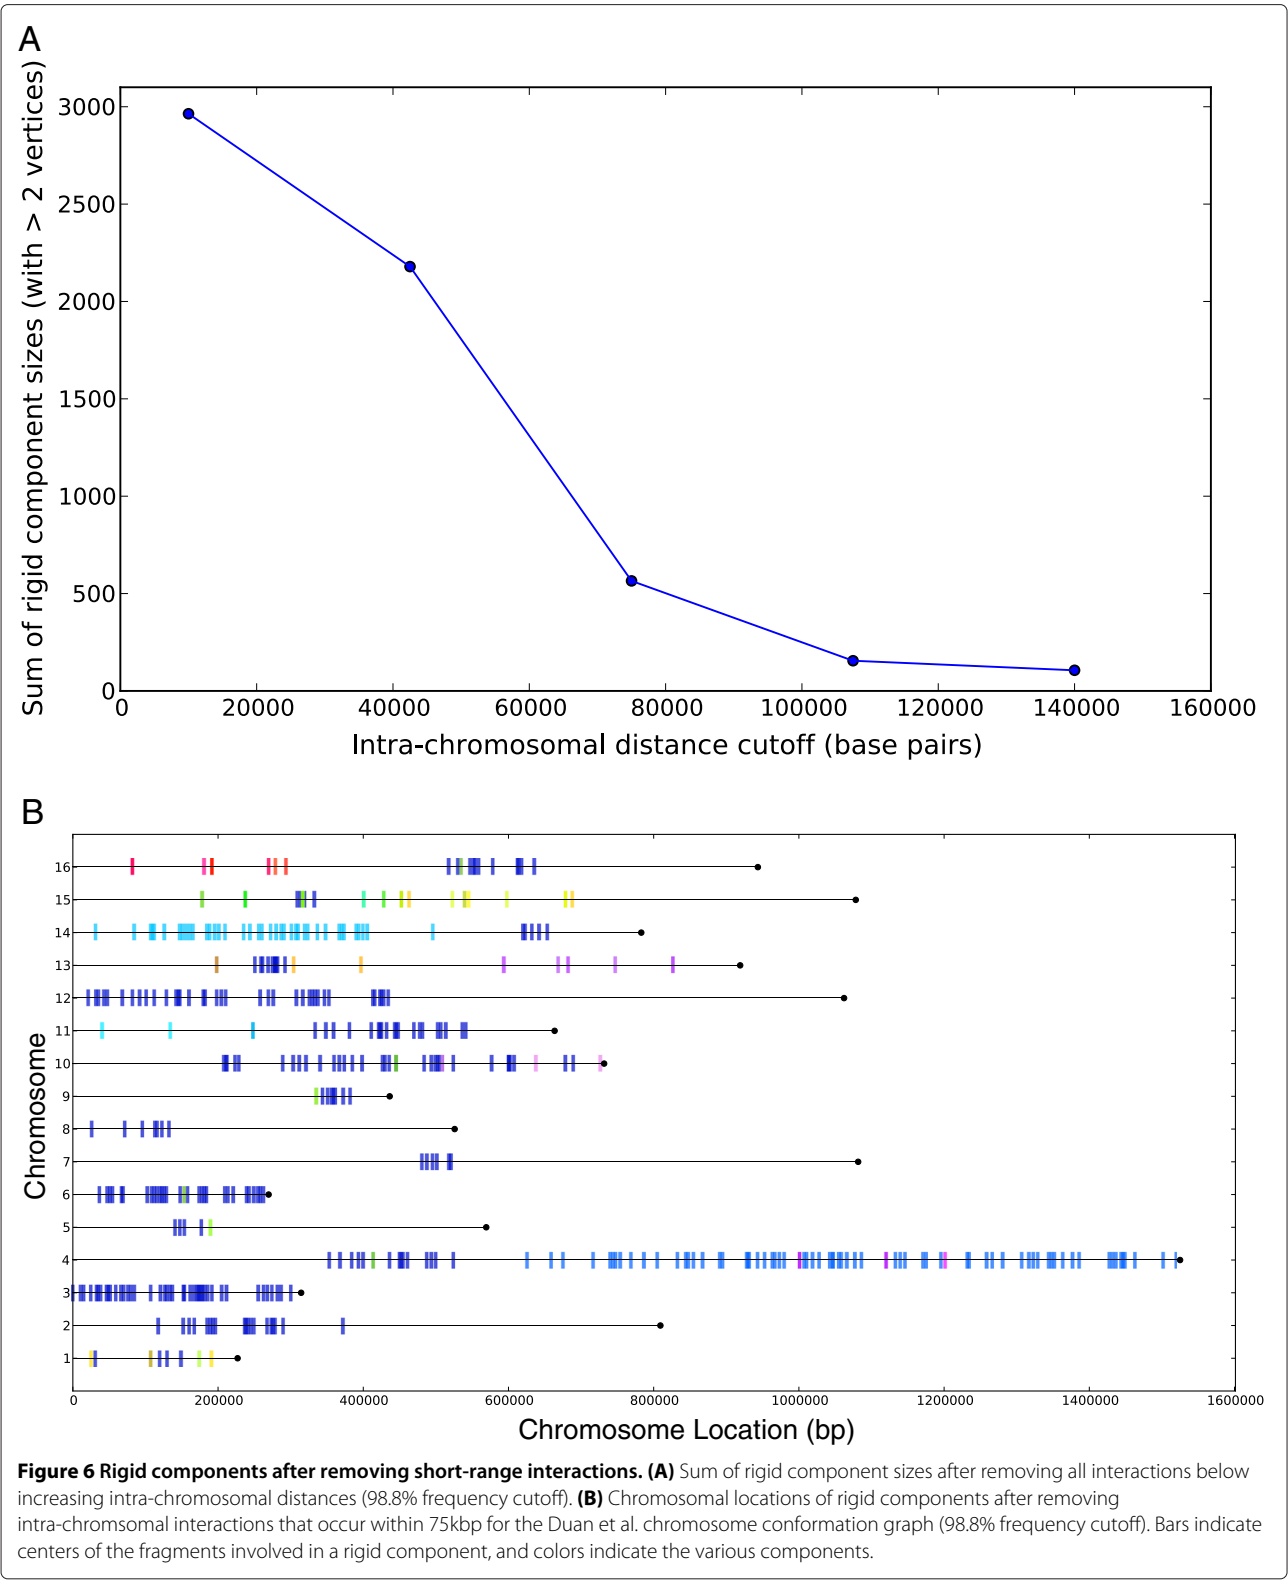 A
Sum of rigid component sizes (with > 2 vertices)
3000
2500
2000
1500
1000
500
0
0 20000 40000 60000 80000 100000 120000 140000 160000
Intra-chromosomal distance cutoff (base pairs)
B
Chromosome
16
15
14
13
12
11
10
9
8
7
6
5
4
3
2
1
0 200000 400000 600000 800000 1000000 1200000 1400000 1600000
Chromosome Location (bp)
Figure 6 Rigid components after removing short-range interactions. (A) Sum of rigid component sizes after removing all interactions below
increasing intra-chromosomal distances (98.8% frequency cutoff). (B) Chromosomal locations of rigid components after removing
intra-chromsomal interactions that occur within 75kbp for the Duan et al. chromosome conformation graph (98.8% frequency cutoff). Bars indicate
centers of the fragments involved in a rigid component, and colors indicate the various components.